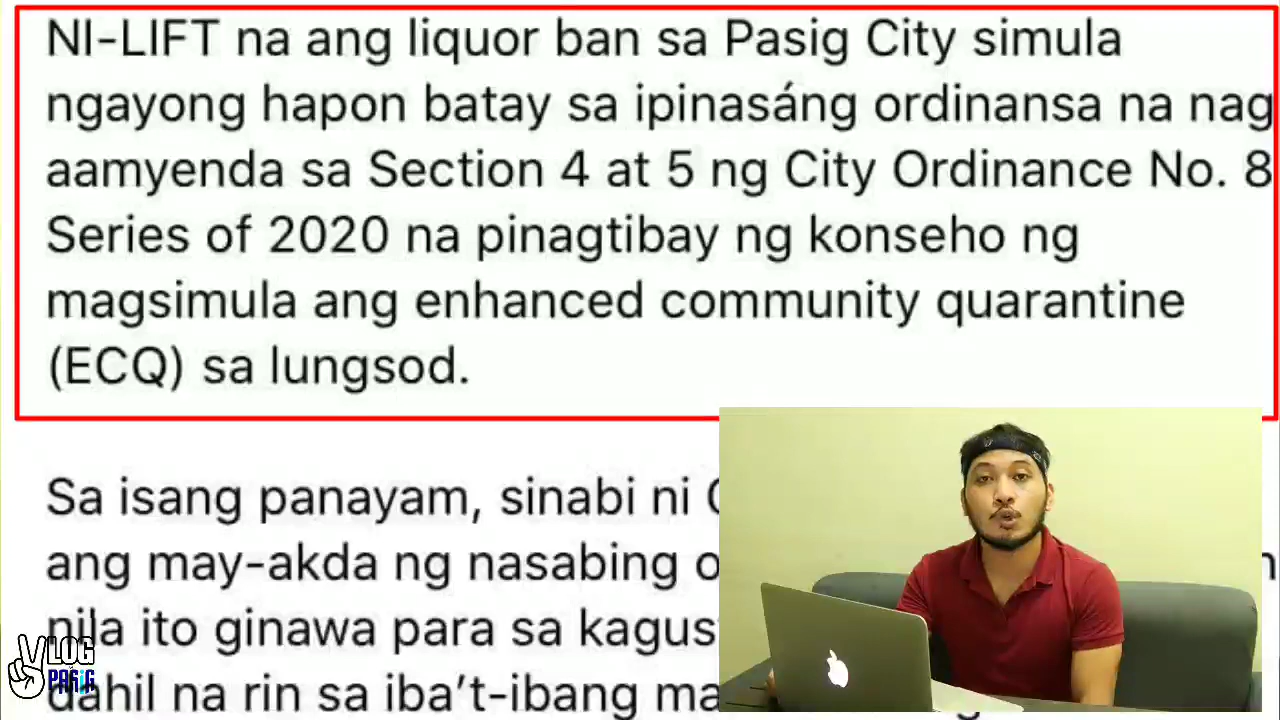 NI-LIFT na ang liquor ban sa Pasig City simula
ngayong hapon batay sa ipinasáng ordinansa na nag
aamyenda sa Section 4 at 5 ng City Ordinance No. 8
Series of 2020 na pinagtibay ng konseho ng
magsimula ang enhanced community quarantine
(ECQ) sa lungsod.
Sa isang panayam, sinabi ni
ang may-akda ng nasabing
nila ito ginawa para sa
dahil na rin sa iba't-ibang
VLOG
PASIG